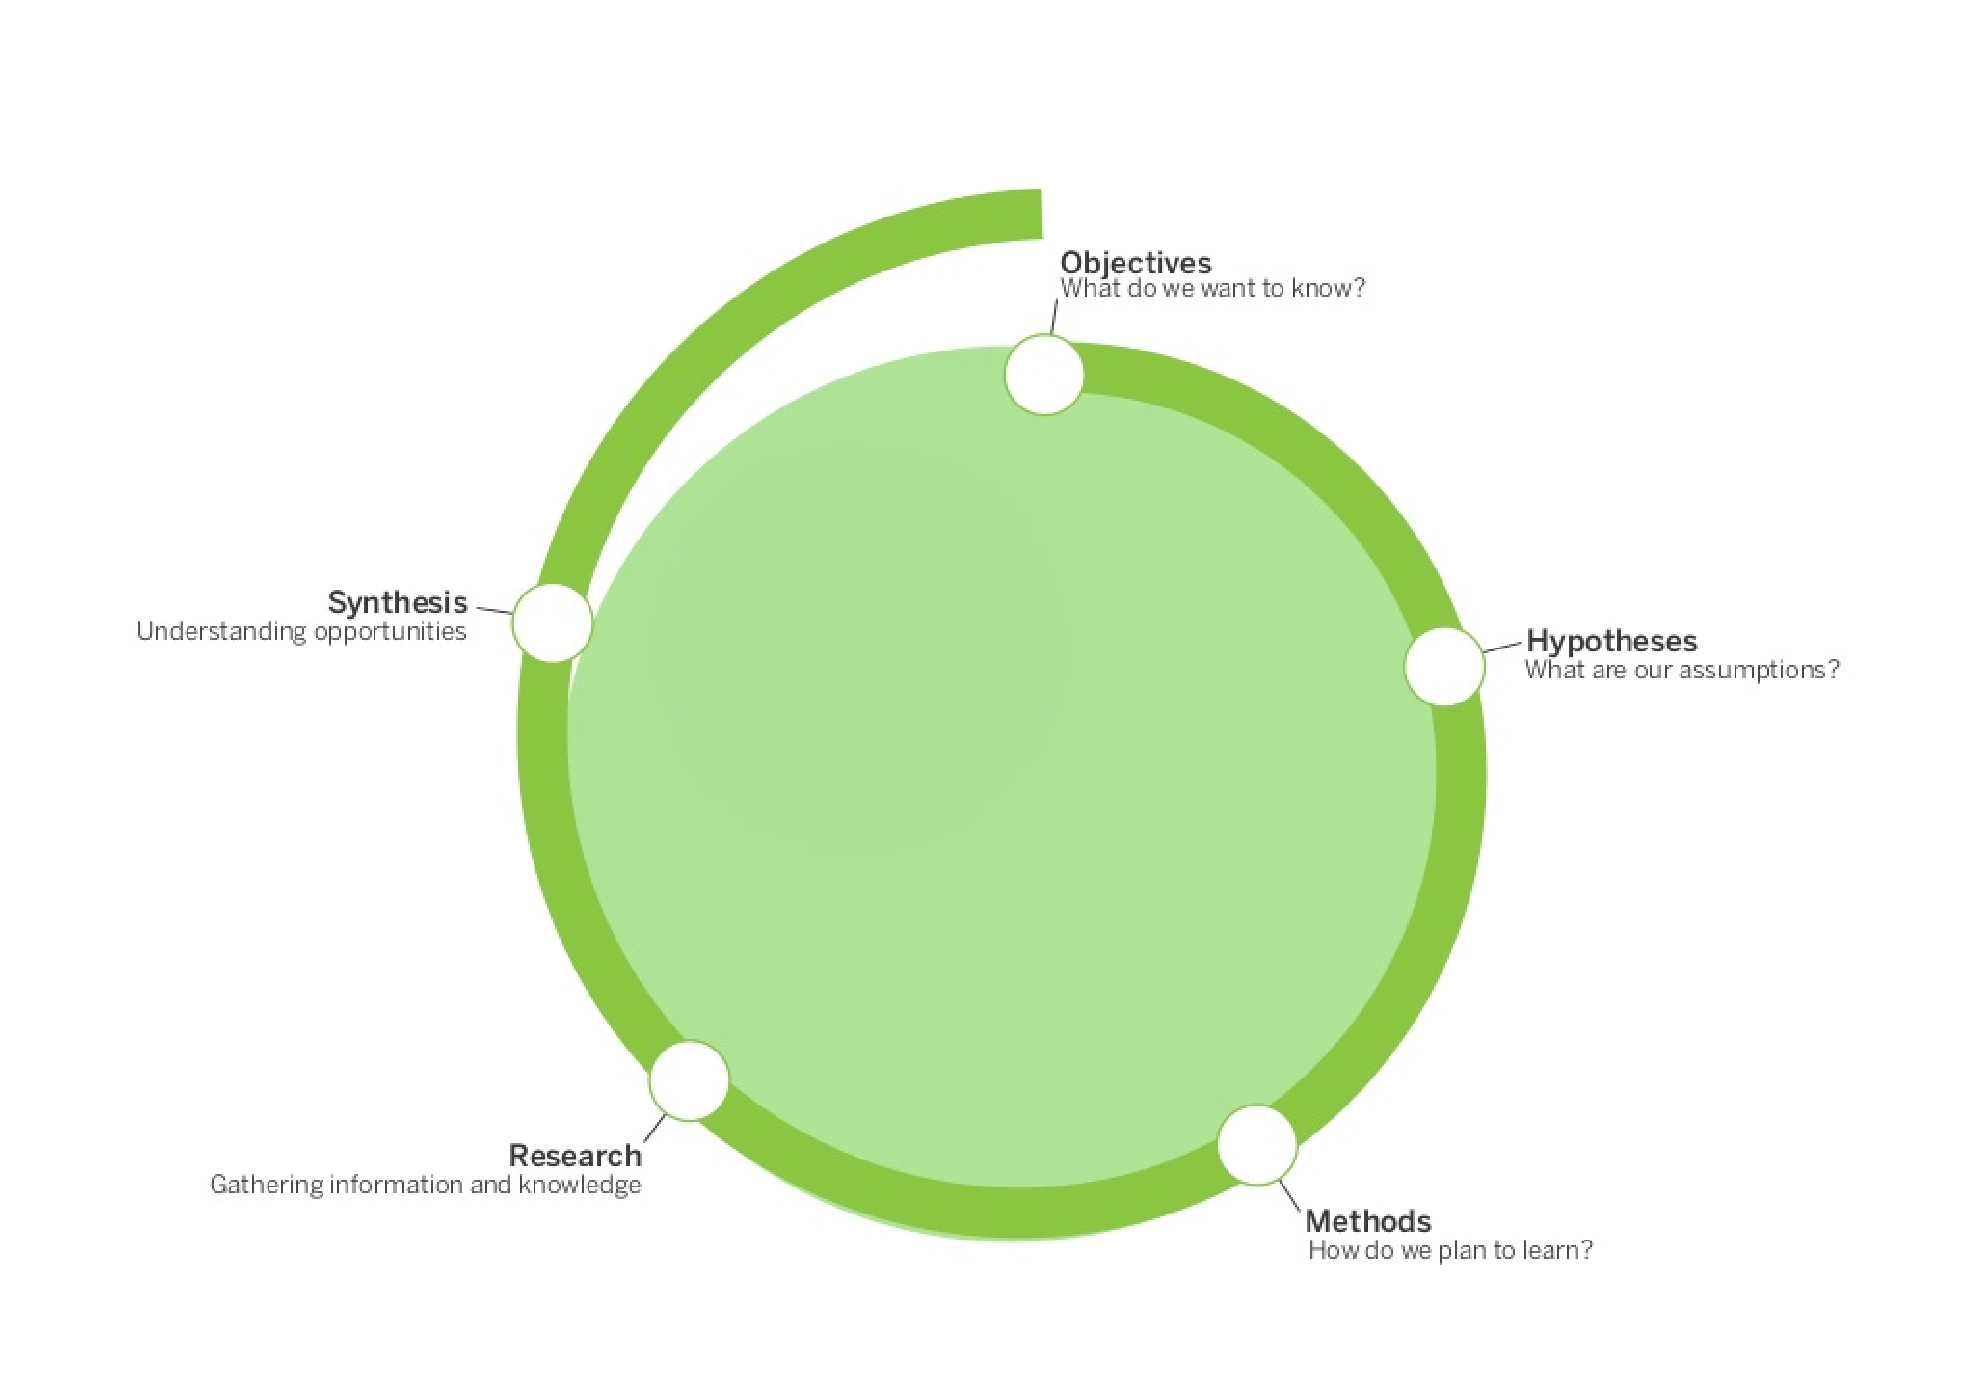 Objectives
What do we want to know?
Hypotheses
What are our assumptions?
Methods
How do we plan to learn?
Research
Gathering information and knowledge
Synthesis
Understanding opportunities